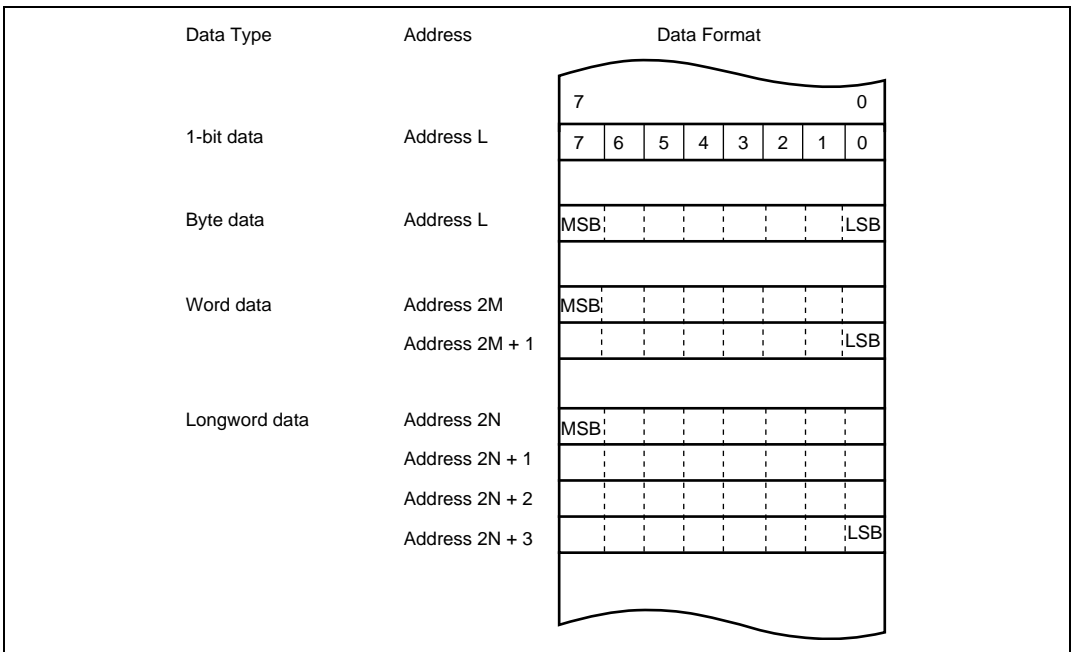 Data Type Address Data Format
7 0
1-bit data Address L 7 6 5 4 3 2 1 0
Byte data Address L MSB LSB
Word data Address 2M MSB
Address 2M + 1 LSB
Longword data Address 2N MSB
Address 2N + 1
Address 2N + 2
Address 2N + 3 LSB